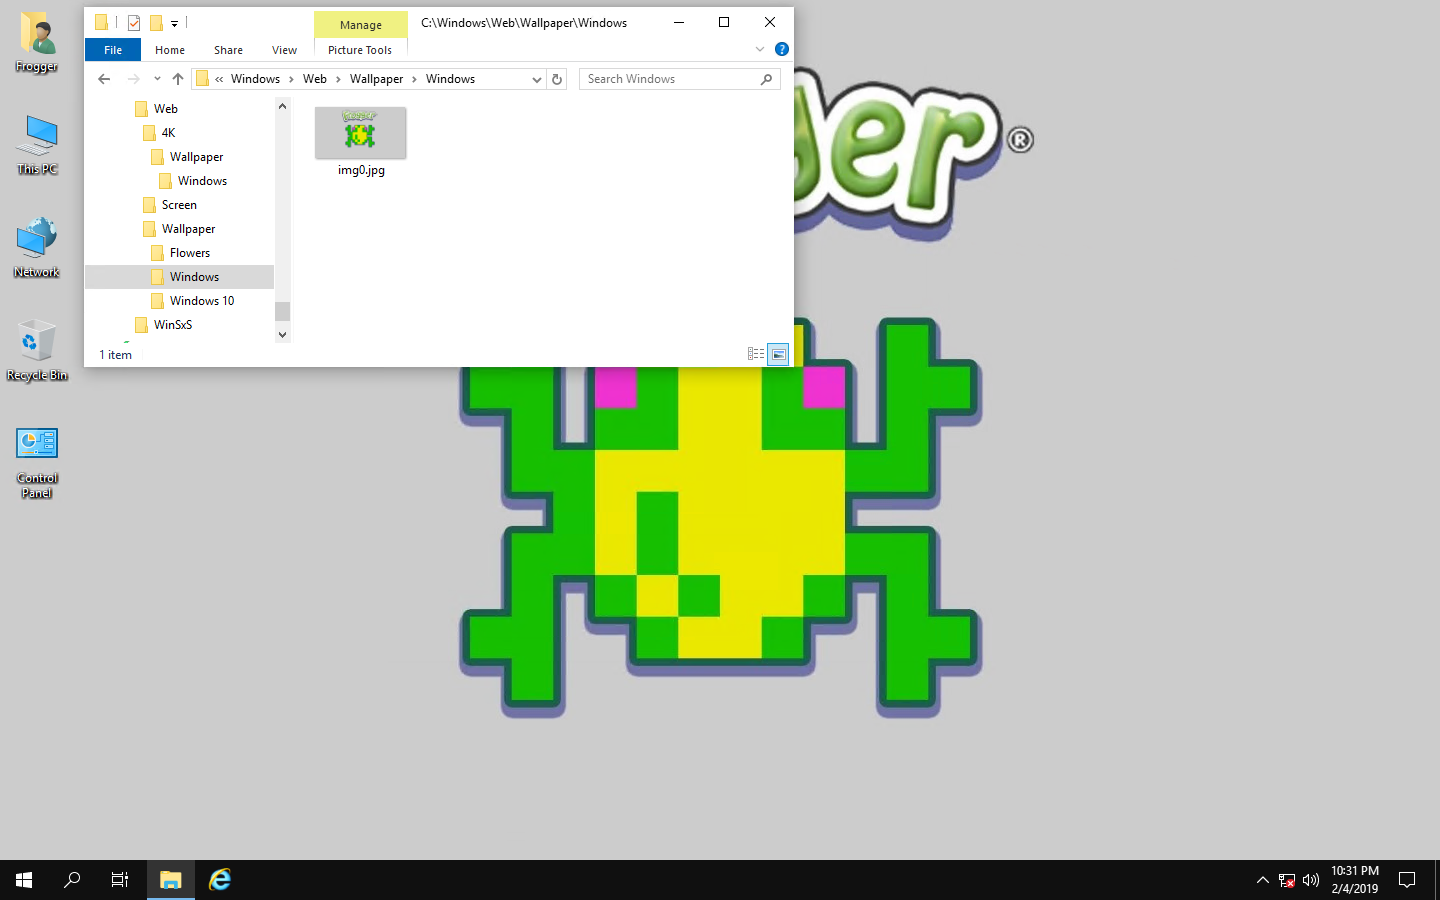 Frogger
This PC
Network
Recycle Bin
Control
Panel
Manage
C:\Windows\Web\Wallpaper\Windows
File
Home
Share
View
Picture Tools
?
« Windows > Web > Wallpaper > Windows
Search Windows
Web
4K
Wallpaper
Windows
Screen
Wallpaper
Flowers
Windows
Windows 10
WinSxS
img0.jpg
1 item
der®
10:31 PM
2/4/2019